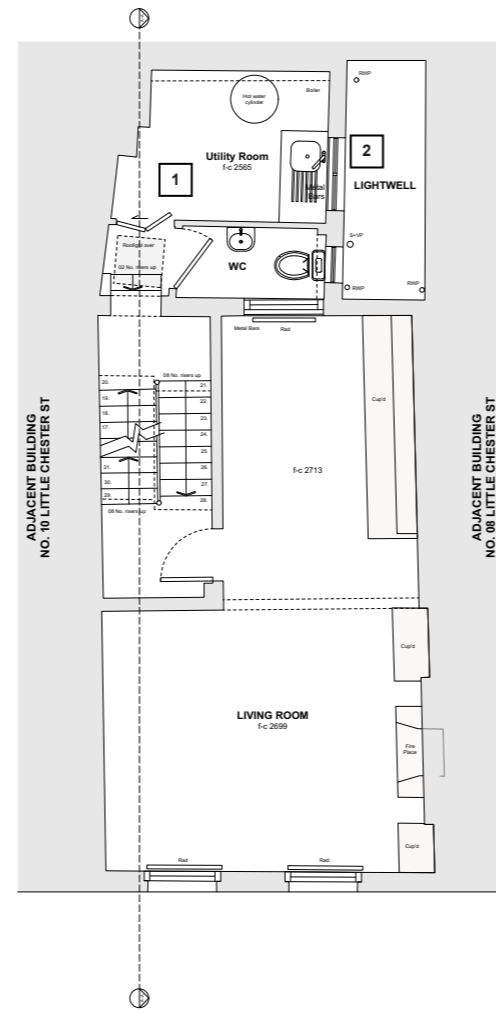 RWP
Boiler
Hot water
cylinder
2
Utility Room
f-c 2565
1
Metal
Bars
LIGHTWELL
Rooflight over
WC
S+VP
02 No. risers up
RWP
RWP
Metal Bars
Rad
08 No. risers up
20.
21.
19.
22.
18.
23.
17.
24.
25.
31.
26.
30.
27.
29.
28.
08 No. risers up
Cup'd
f-c 2713
ADJACENT BUILDING
NO. 10 LITTLE CHESTER ST
ADJACENT BUILDING
NO. 08 LITTLE CHESTER ST
Cup'd
LIVING ROOM
f-c 2699
Fire
Place
Cup'd
Rad
Rad